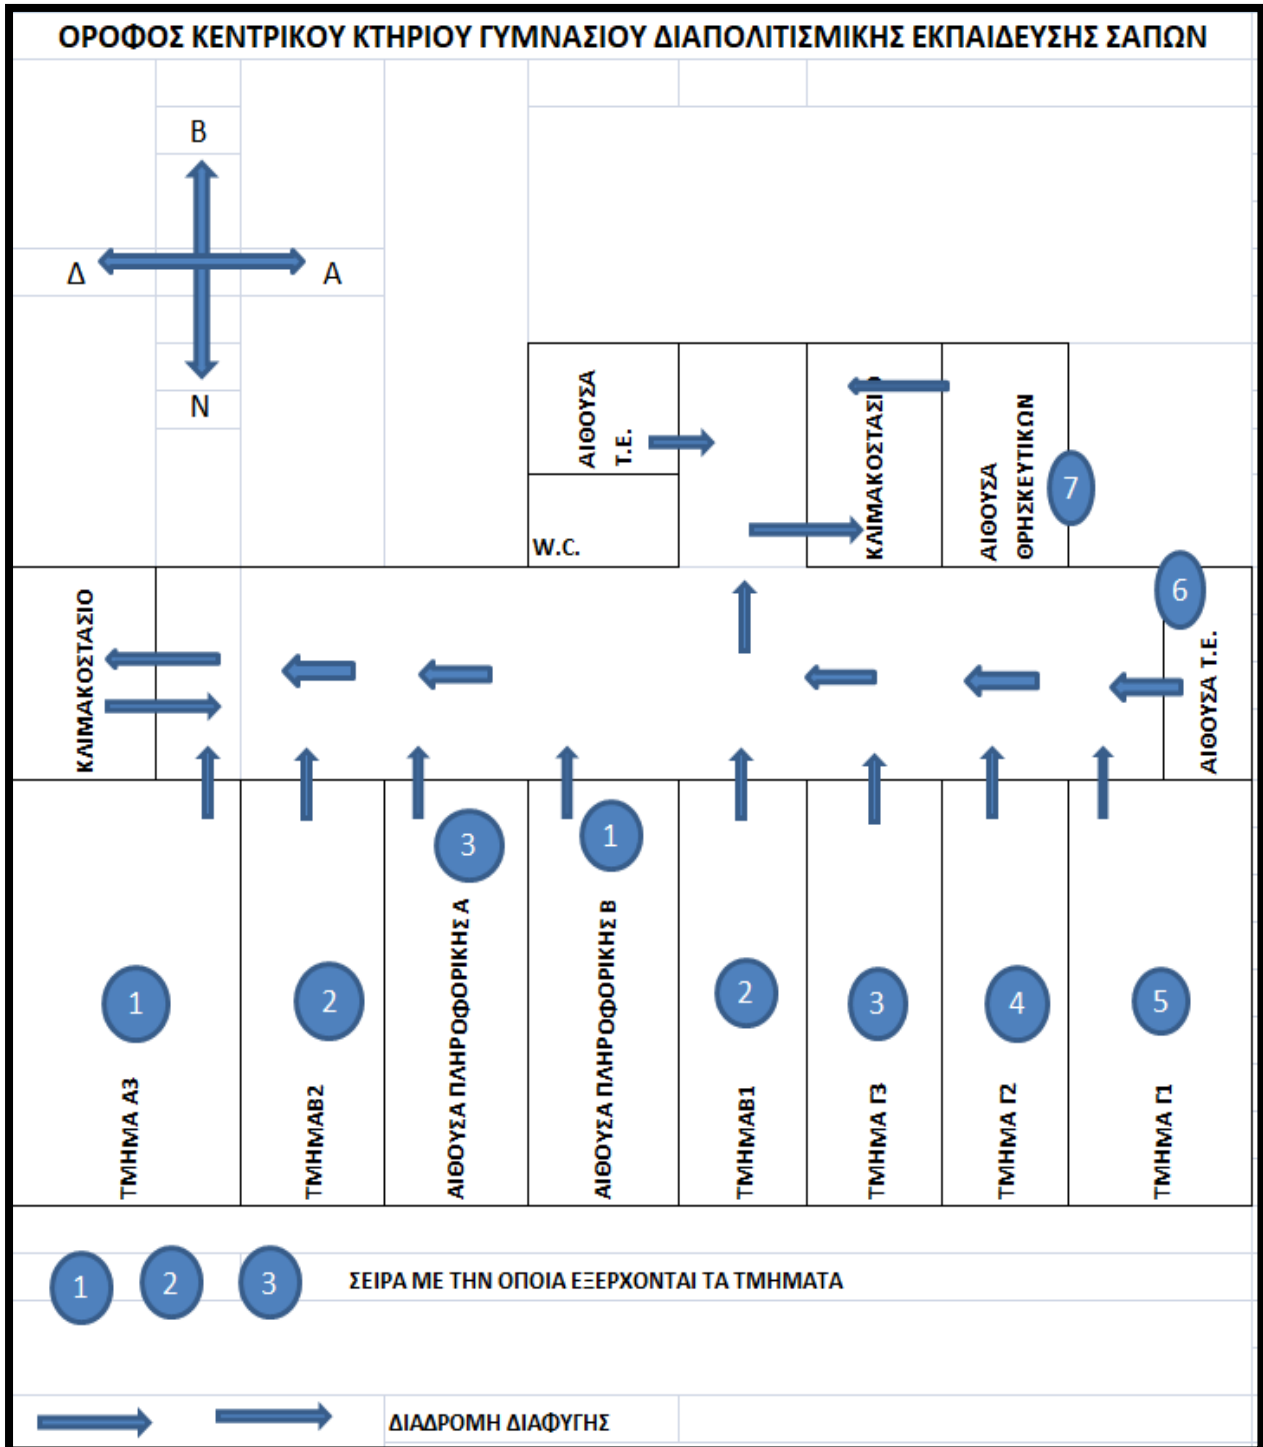 ΟΡΟΦΟΣ ΚΕΝΤΡΙΚΟΥ ΚΤΗΡΙΟΥ ΓΥΜΝΑΣΙΟΥ ΔΙΑΠΟΛΙΤΙΣΜΙΚΗΣ ΕΚΠΑΙΔΕΥΣΗΣ ΣΑΠΩΝ
Β
Δ
Α
Ν
ΑΙΘΟΥΣΑ
Τ.Ε.
W.C.
ΚΛΙΜΑΚΟΣΤΑΣΙΟ
ΑΙΘΟΥΣΑ
ΘΡΗΣΚΕΥΤΙΚΩΝ
7
6
ΚΛΙΜΑΚΟΣΤΑΣΙΟ
ΑΙΘΟΥΣΑ Τ.Ε.
1
ΤΜΗΜΑ Α3
2
ΤΜΗΜΑΒ2
3
ΑΙΘΟΥΣΑ ΠΛΗΡΟΦΟΡΙΚΗΣ Α
1
ΑΙΘΟΥΣΑ ΠΛΗΡΟΦΟΡΙΚΗΣ Β
2
ΤΜΗΜΑΒ1
3
ΤΜΗΜΑ Γ3
4
ΤΜΗΜΑ Γ2
5
ΤΜΗΜΑ Γ1
1 2 3 ΣΕΙΡΑ ΜΕ ΤΗΝ ΟΠΟΙΑ ΕΞΕΡΧΟΝΤΑΙ ΤΑ ΤΜΗΜΑΤΑ
ΔΙΑΔΡΟΜΗ ΔΙΑΦΥΓΗΣ